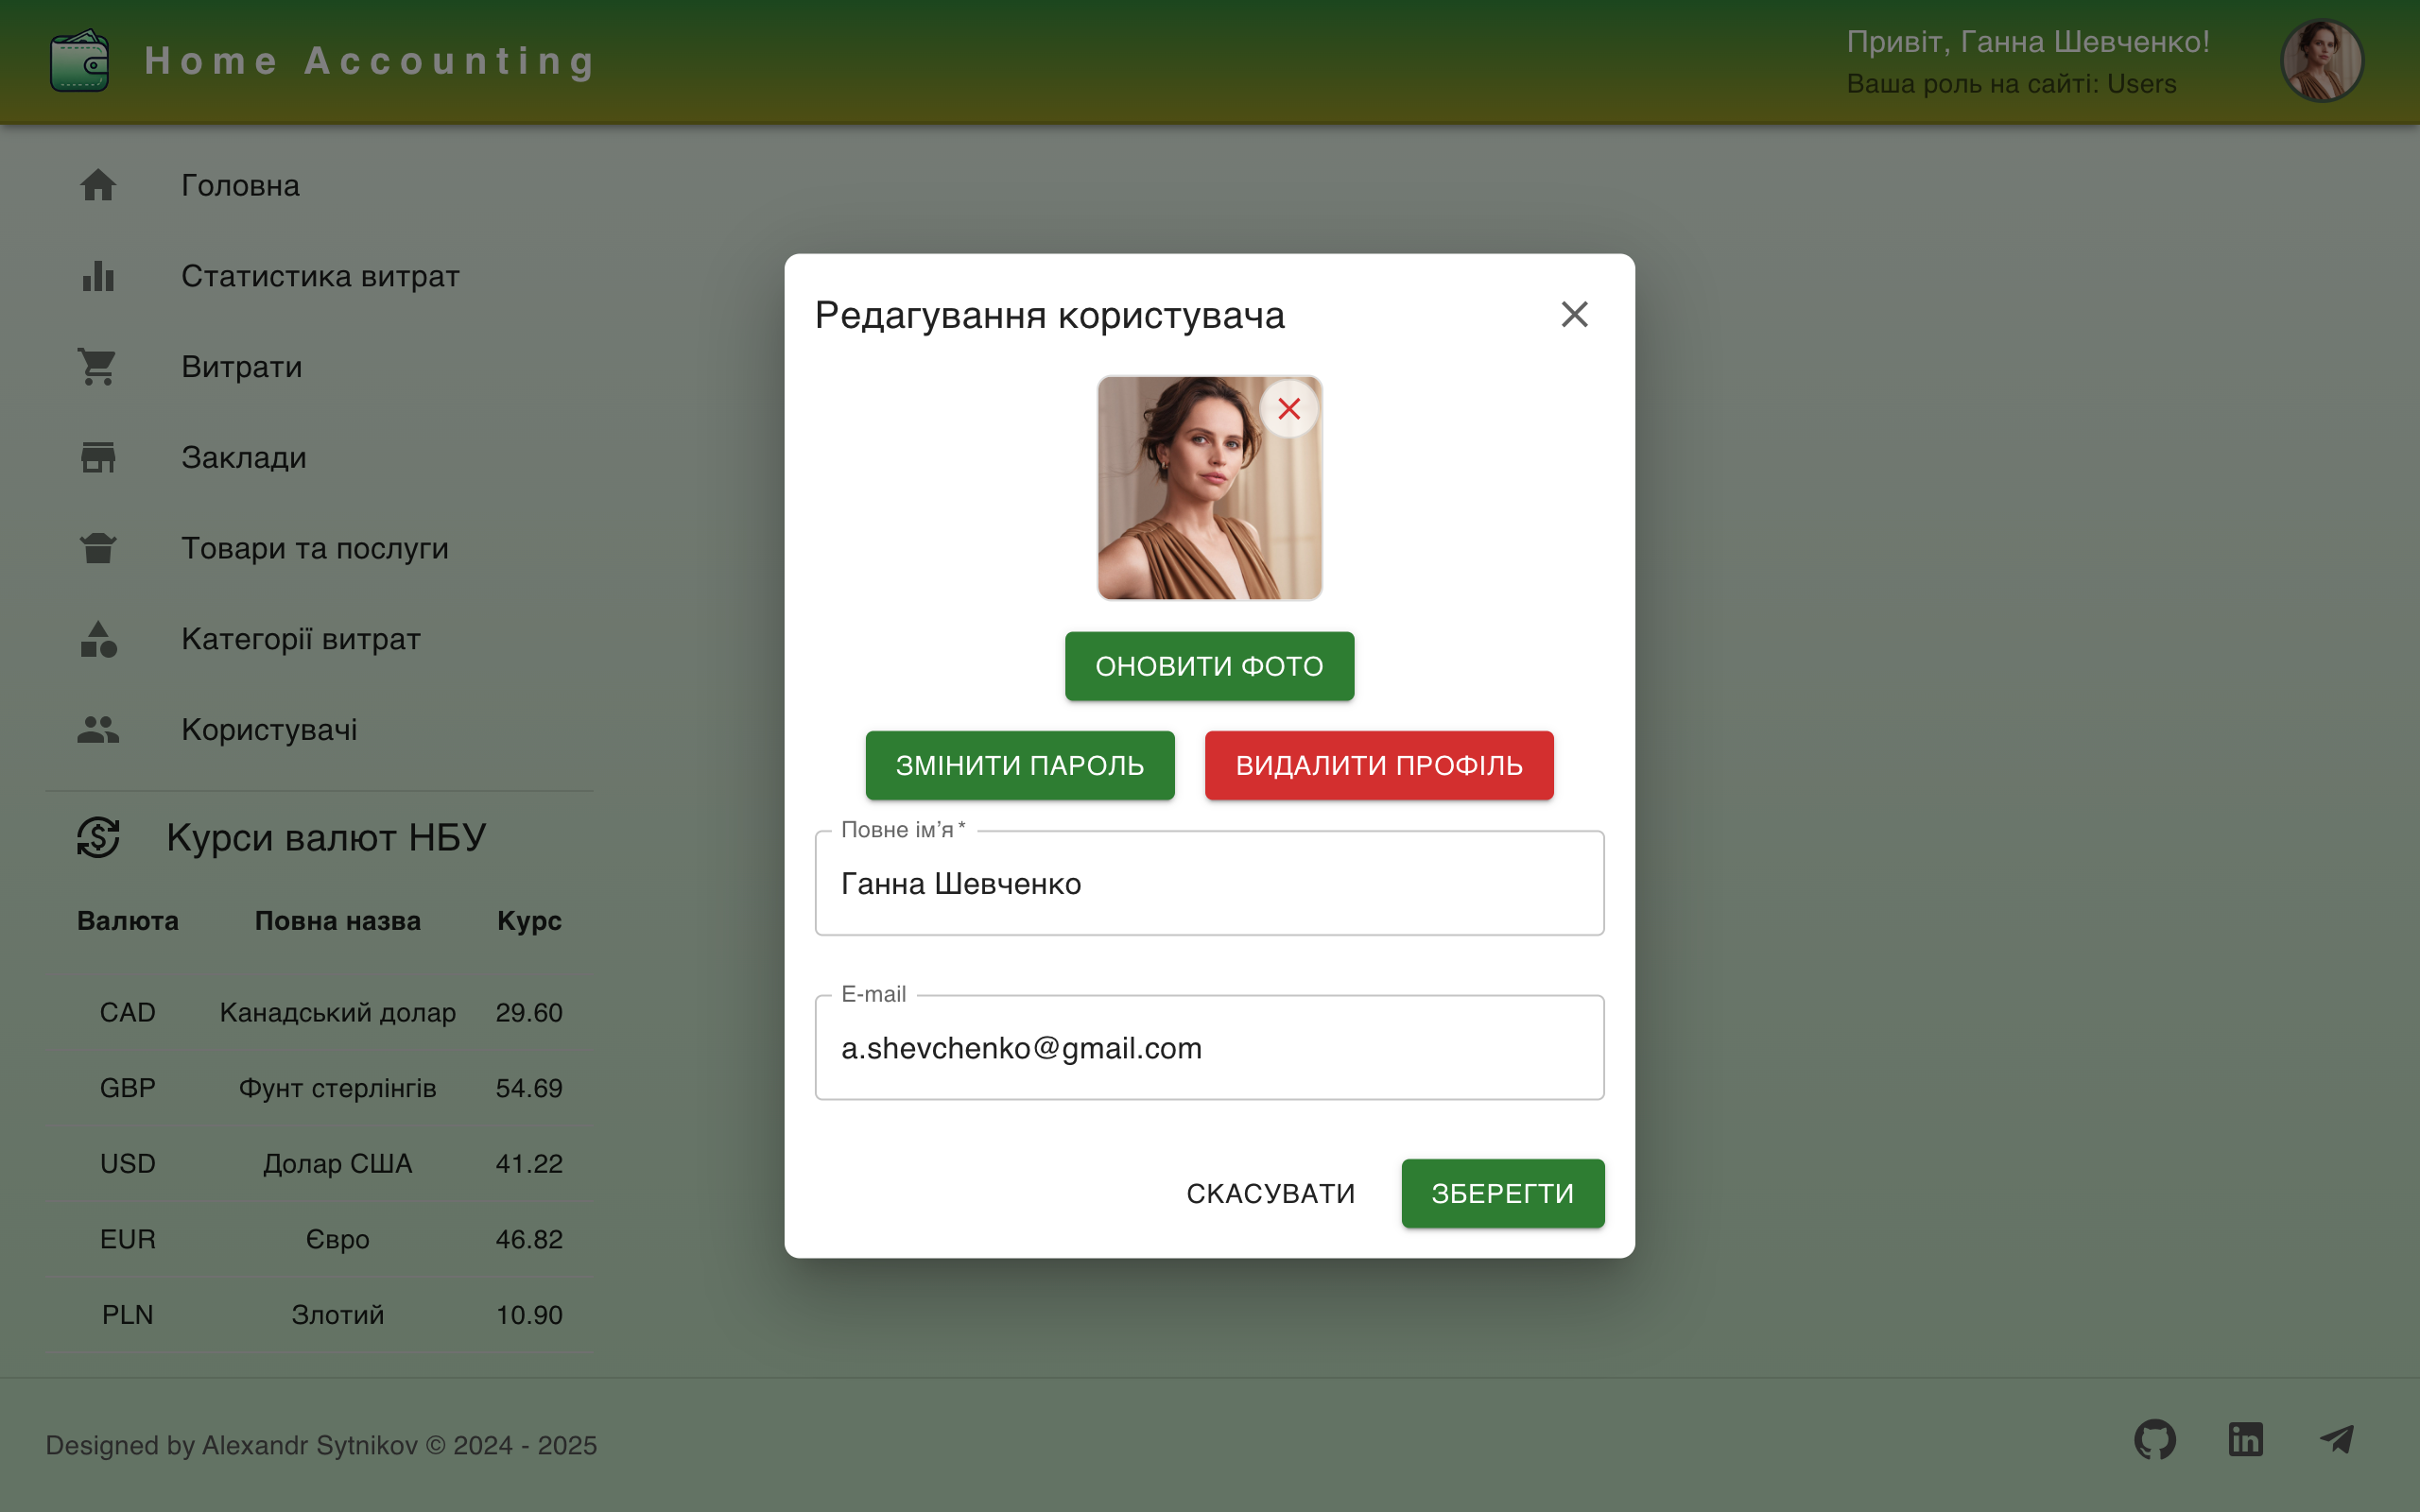 Home Accounting
Привіт, Ганна Шевченко!
Ваша роль на сайті: Users
Головна
Статистика витрат
Витрати
Заклади
Товари та послуги
Категорії витрат
Користувачі
Курси валют НБУ
Валюта Повна назва Курс
CAD Канадський долар 29.60
GBP Фунт стерлінгів 54.69
USD Долар США 41.22
EUR Євро 46.82
PLN Злотий 10.90
Редагування користувача
ОНОВИТИ ФОТО
ЗМІНИТИ ПАРОЛЬ ВИДАЛИТИ ПРОФІЛЬ
Повне ім’я *
Ганна Шевченко
E-mail
a.shevchenko@gmail.com
СКАСУВАТИ ЗБЕРЕГТИ
Designed by Alexandr Sytnikov © 2024 - 2025